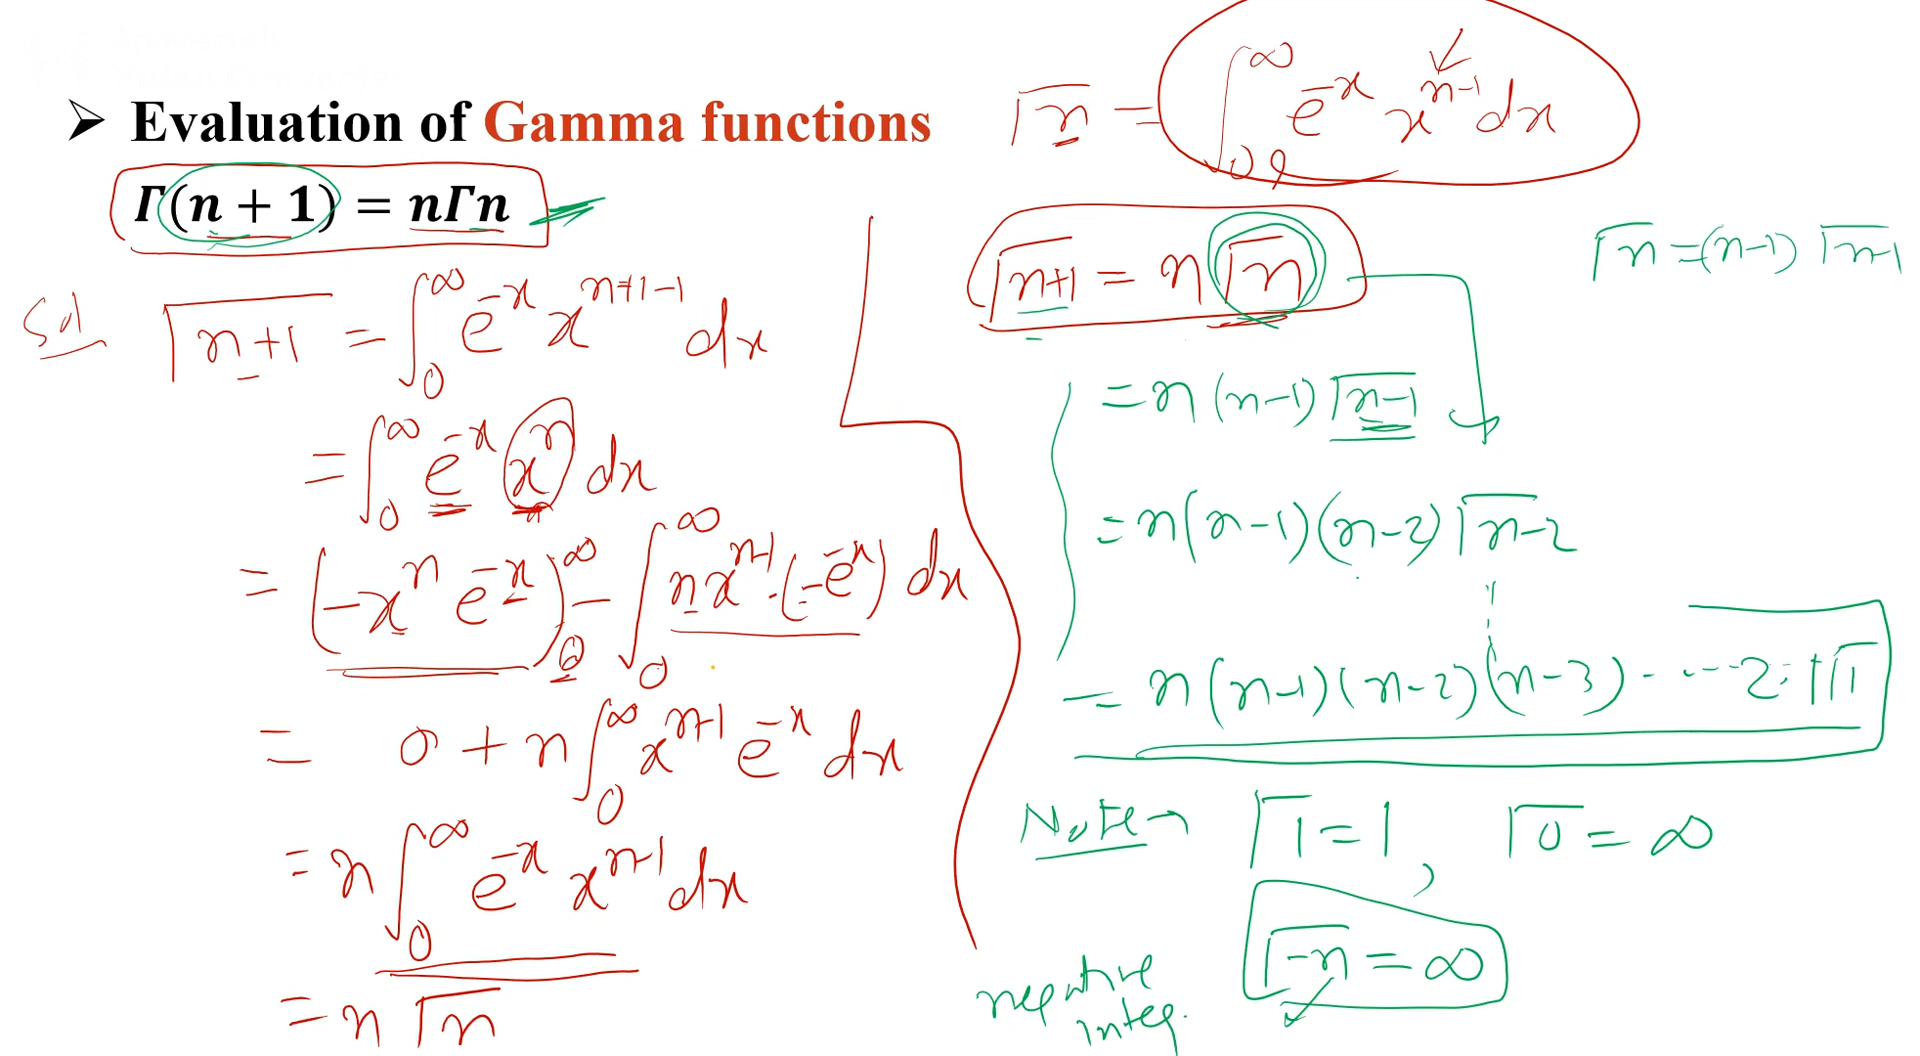 ➤ Evaluation of Gamma functions
Γ(n + 1) = nΓn
Sol
Γn+1 = ∫₀^∞ e^-x x^n+1-1 dx
= ∫₀^∞ e^-x x^n dx
= (-x^n e^-x)₀^∞ - ∫₀^∞ nx^n-1 . (-e^-x) dx
= 0 + n ∫₀^∞ x^n-1 e^-x dx
= n ∫₀^∞ e^-x x^n-1 dx
= n Γn
Γn = ∫₀^∞ e^-x x^n-1 dx
Γn+1 = n Γn
Γn = (n-1) Γn-1
= n (n-1) Γn-1
= n(n-1)(n-2) Γn-2
= n(n-1)(n-2)(n-3) - - - - 2.1Γ1
Note → Γ1 = 1, Γ0 = ∞
Γ-n = ∞
negative
integ.